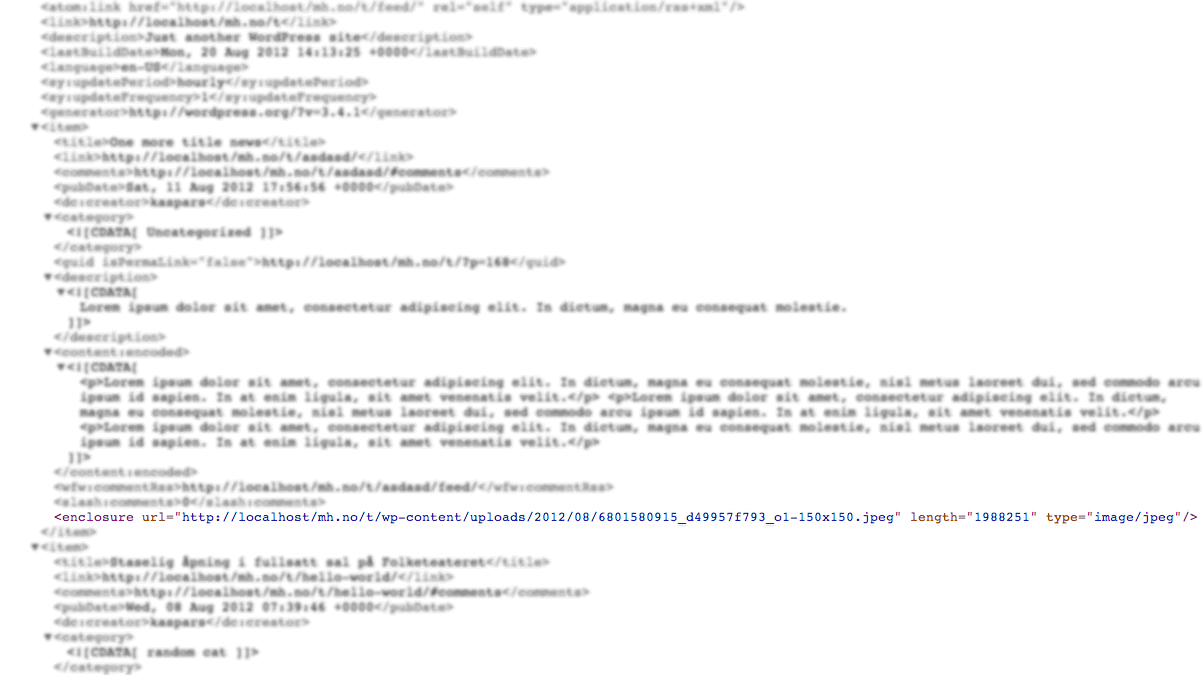 <atom:link href="http://localhost/mh.no/t/feed/" rel="self" type="application/rss+xml"/>
<link>http://localhost/mh.no/t</link>
<description>Just another WordPress site</description>
<lastBuildDate>Mon, 20 Aug 2012 14:13:25 +0000</lastBuildDate>
<language>en-US</language>
<sy:updatePeriod>hourly</sy:updatePeriod>
<sy:updateFrequency>1</sy:updateFrequency>
<generator>http://wordpress.org/?v=3.4.1</generator>
▼<item>
<title>One more title news</title>
<link>http://localhost/mh.no/t/asdasd/</link>
<comments>http://localhost/mh.no/t/asdasd/#comments</comments>
<pubDate>Sat, 11 Aug 2012 17:56:56 +0000</pubDate>
<dc:creator>kaspars</dc:creator>
▼<category>
<![CDATA[ Uncategorized ]]>
</category>
<guid isPermaLink="false">http://localhost/mh.no/t/?p=168</guid>
▼<description>
▼<![CDATA[
Lorem ipsum dolor sit amet, consectetur adipiscing elit. In dictum, magna eu consequat molestie.
]]>
</description>
▼<content:encoded>
▼<![CDATA[
<p>Lorem ipsum dolor sit amet, consectetur adipiscing elit. In dictum, magna eu consequat molestie, nisl metus laoreet dui, sed commodo arcu
ipsum id sapien. In at enim ligula, sit amet venenatis velit.</p> <p>Lorem ipsum dolor sit amet, consectetur adipiscing elit. In dictum,
magna eu consequat molestie, nisl metus laoreet dui, sed commodo arcu ipsum id sapien. In at enim ligula, sit amet venenatis velit.</p>
<p>Lorem ipsum dolor sit amet, consectetur adipiscing elit. In dictum, magna eu consequat molestie, nisl metus laoreet dui, sed commodo arcu
ipsum id sapien. In at enim ligula, sit amet venenatis velit.</p>
]]>
</content:encoded>
<wfw:commentRss>http://localhost/mh.no/t/asdasd/feed/</wfw:commentRss>
<slash:comments>0</slash:comments>
<enclosure url="http://localhost/mh.no/t/wp-content/uploads/2012/08/6801580915_d49957f793_o1-150x150.jpeg" length="1988251" type="image/jpeg"/>
</item>
▼<item>
<title>Staselig åpning i fullsatt sal på Folketeateret</title>
<link>http://localhost/mh.no/t/hello-world/</link>
<comments>http://localhost/mh.no/t/hello-world/#comments</comments>
<pubDate>Wed, 08 Aug 2012 07:39:46 +0000</pubDate>
<dc:creator>kaspars</dc:creator>
▼<category>
<![CDATA[ random cat ]]>
</category>